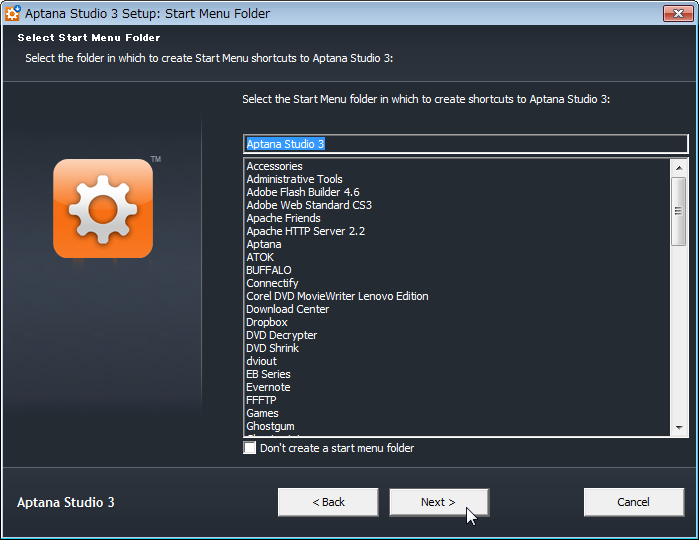 Aptana Studio 3 Setup: Start Menu Folder
Select Start Menu Folder
Select the folder in which to create Start Menu shortcuts to Aptana Studio 3:
Select the Start Menu folder in which to create shortcuts to Aptana Studio 3:
TM
Aptana Studio 3
Accessories
Administrative Tools
Adobe Flash Builder 4.6
Adobe Web Standard CS3
Apache Friends
Apache HTTP Server 2.2
Aptana
ATOK
BUFFALO
Connectify
Corel DVD MovieWriter Lenovo Edition
Download Center
Dropbox
DVD Decrypter
DVD Shrink
dviout
EB Series
Evernote
FFFTP
Games
Ghostgum
Don't create a start menu folder
Aptana Studio 3
< Back
Next >
Cancel